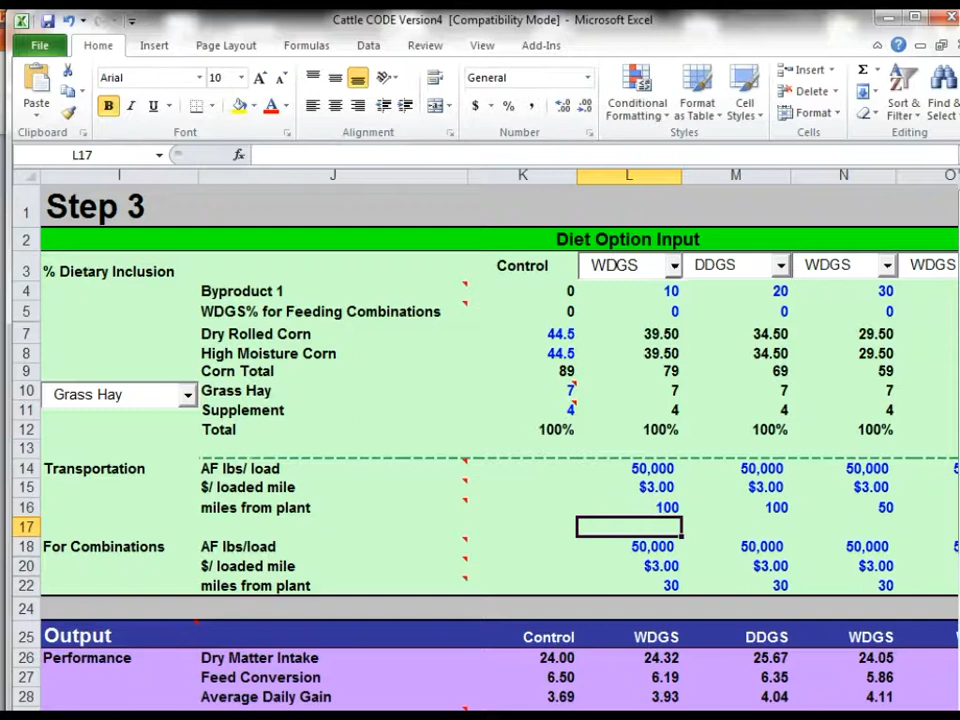 Cattle CODE Version4 [Compatibility Mode] - Microsoft Excel
File Home Insert Page Layout Formulas Data Review View Add-Ins
Paste Arial 10 General Conditional Formatting Format as Table Cell Styles Insert Delete Format Sort & Filter Find & Select
Clipboard Font Alignment Number Styles Cells Editing
L17 fx
I J K L M N O
1 Step 3
2 Diet Option Input
3 % Dietary Inclusion Control WDGS DDGS WDGS WDGS
4 Byproduct 1 0 10 20 30
5 WDGS% for Feeding Combinations 0 0 0 0
7 Dry Rolled Corn 44.5 39.50 34.50 29.50
8 High Moisture Corn 44.5 39.50 34.50 29.50
9 Corn Total 89 79 69 59
10 Grass Hay Grass Hay 7 7 7 7
11 Supplement 4 4 4 4
12 Total 100% 100% 100% 100%
13
14 Transportation AF lbs/ load 50,000 50,000 50,000
15 $/ loaded mile $3.00 $3.00 $3.00
16 miles from plant 100 100 50
17
18 For Combinations AF lbs/load 50,000 50,000 50,000
20 $/ loaded mile $3.00 $3.00 $3.00
22 miles from plant 30 30 30
24
25 Output Control WDGS DDGS WDGS
26 Performance Dry Matter Intake 24.00 24.32 25.67 24.05
27 Feed Conversion 6.50 6.19 6.35 5.86
28 Average Daily Gain 3.69 3.93 4.04 4.11